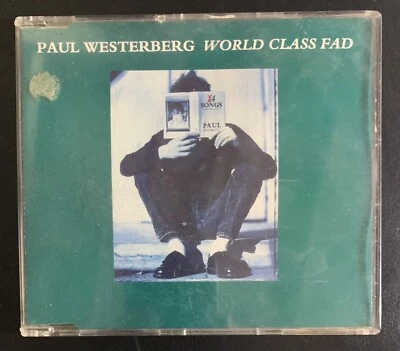 PAUL WESTERBERG WORLD CLASS FAD
14
SONGS
PAUL